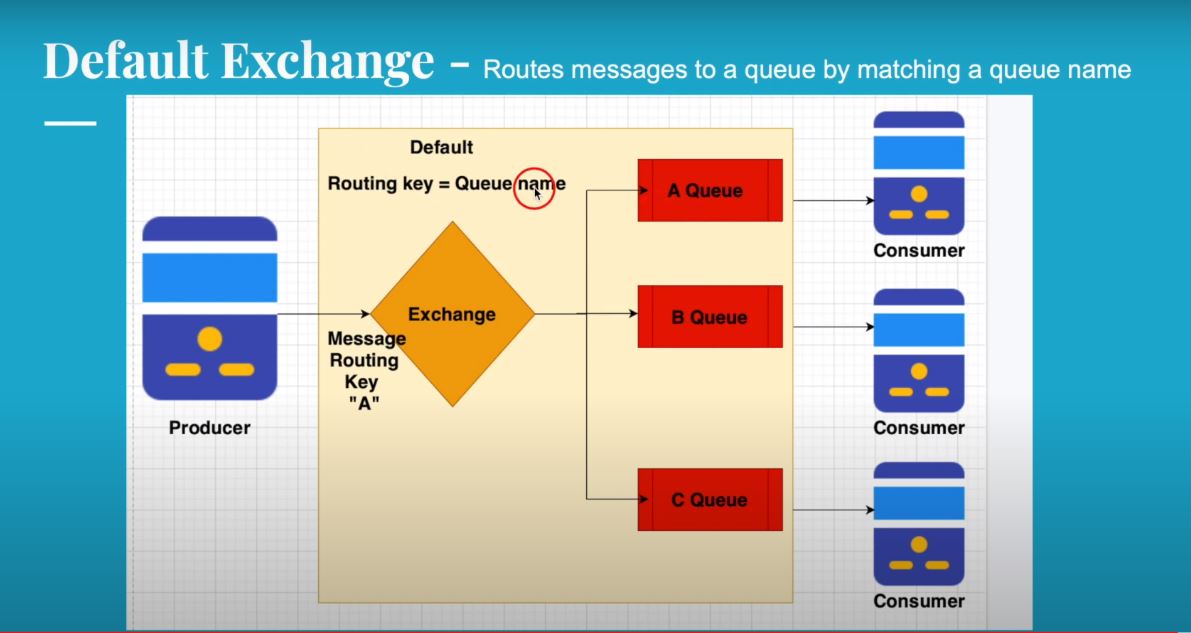 Default Exchange – Routes messages to a queue by matching a queue name
Default
Routing key = Queue name
A Queue
Consumer
Exchange
B Queue
Message
Routing
Key
"A"
Producer
Consumer
C Queue
Consumer